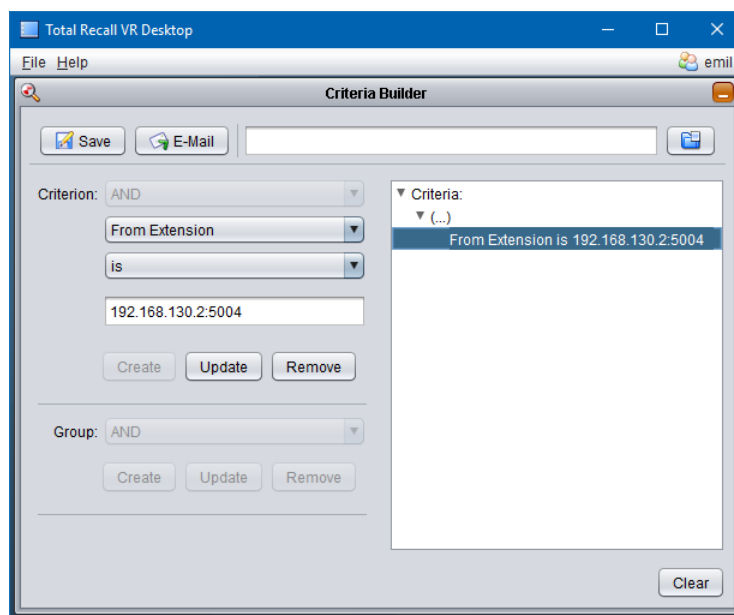 Total Recall VR Desktop
File Help emil
Criteria Builder
Save E-Mail
Criterion: AND
From Extension
is
192.168.130.2:5004
Create Update Remove
Group: AND
Create Update Remove
Criteria:
(...)
From Extension is 192.168.130.2:5004
Clear